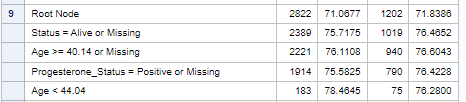 9 Root Node 2822 71.0677 1202 71.8386
Status = Alive or Missing 2389 75.7175 1019 76.4652
Age >= 40.14 or Missing 2221 76.1108 940 76.6043
Progesterone_Status = Positive or Missing 1914 75.5825 790 76.4228
Age < 44.04 183 78.4645 75 76.2800